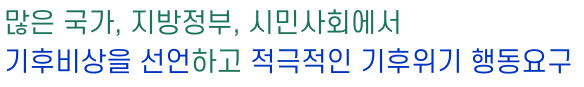 많은 국가, 지방정부, 시민사회에서
기후비상을 선언하고 적극적인 기후위기 행동요구